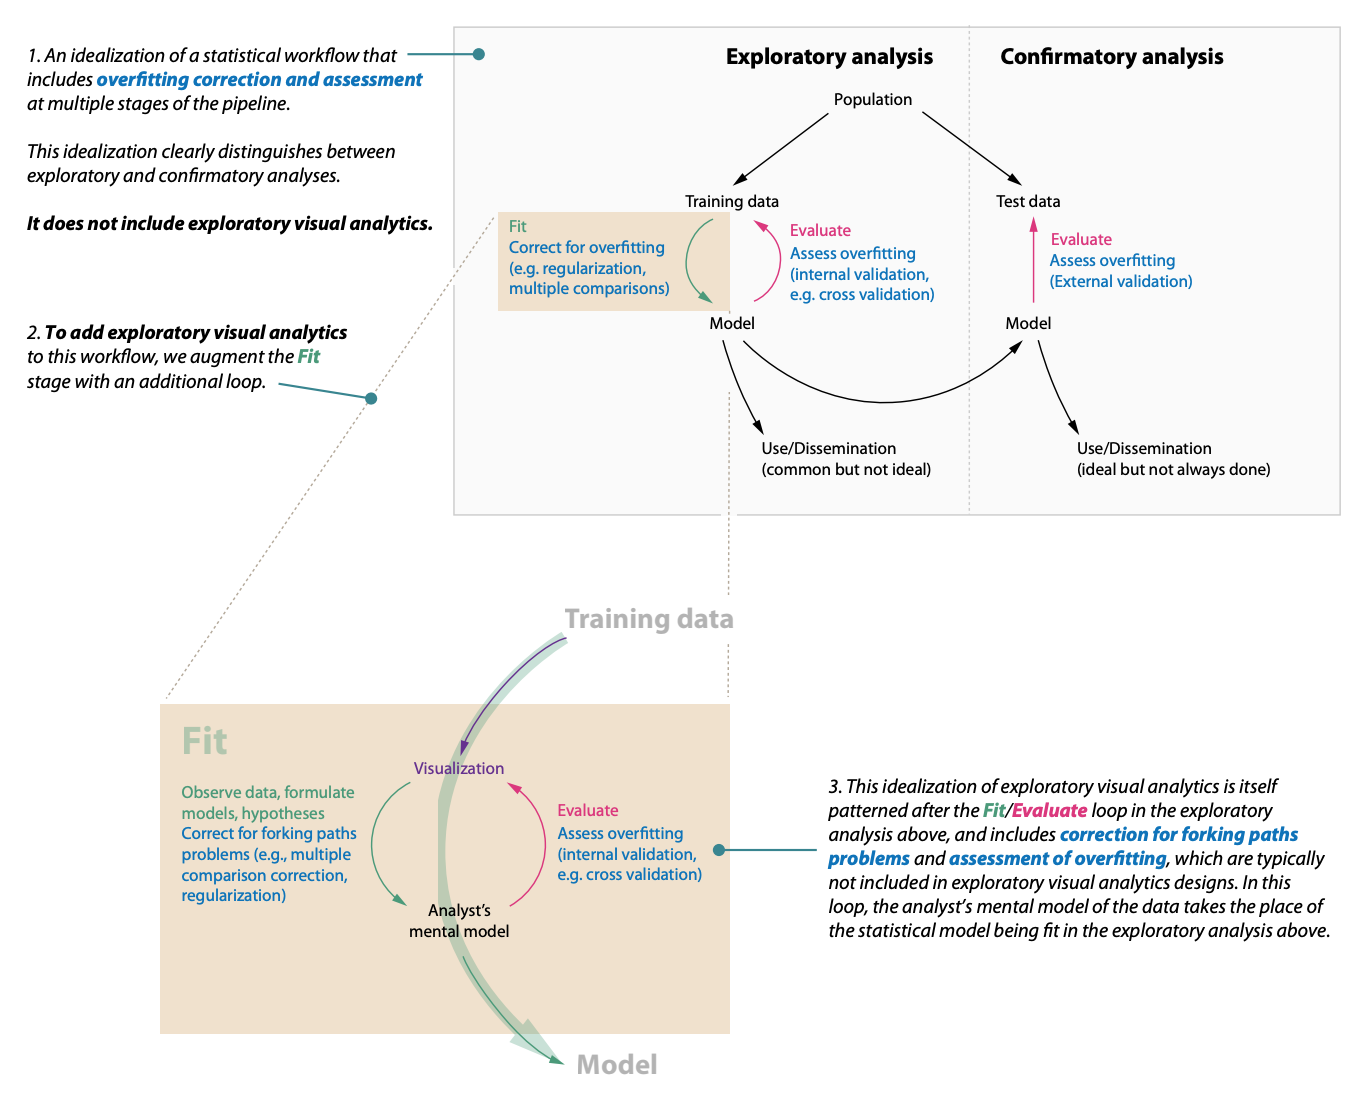 1. An idealization of a statistical workflow that
includes overfitting correction and assessment
at multiple stages of the pipeline.
This idealization clearly distinguishes between
exploratory and confirmatory analyses.
It does not include exploratory visual analytics.
2. To add exploratory visual analytics
to this workflow, we augment the Fit
stage with an additional loop.
Exploratory analysis
Confirmatory analysis
Population
Training data
Test data
Fit
Correct for overfitting
(e.g. regularization,
multiple comparisons)
Evaluate
Assess overfitting
(internal validation,
e.g. cross validation)
Evaluate
Assess overfitting
(External validation)
Model
Model
Use/Dissemination
(common but not ideal)
Use/Dissemination
(ideal but not always done)
Training data
Fit
Visualization
Observe data, formulate
models, hypotheses
Correct for forking paths
problems (e.g., multiple
comparison correction,
regularization)
Evaluate
Assess overfitting
(internal validation,
e.g. cross validation)
Analyst's
mental model
Model
3. This idealization of exploratory visual analytics is itself
patterned after the Fit/Evaluate loop in the exploratory
analysis above, and includes correction for forking paths
problems and assessment of overfitting, which are typically
not included in exploratory visual analytics designs. In this
loop, the analyst's mental model of the data takes the place of
the statistical model being fit in the exploratory analysis above.